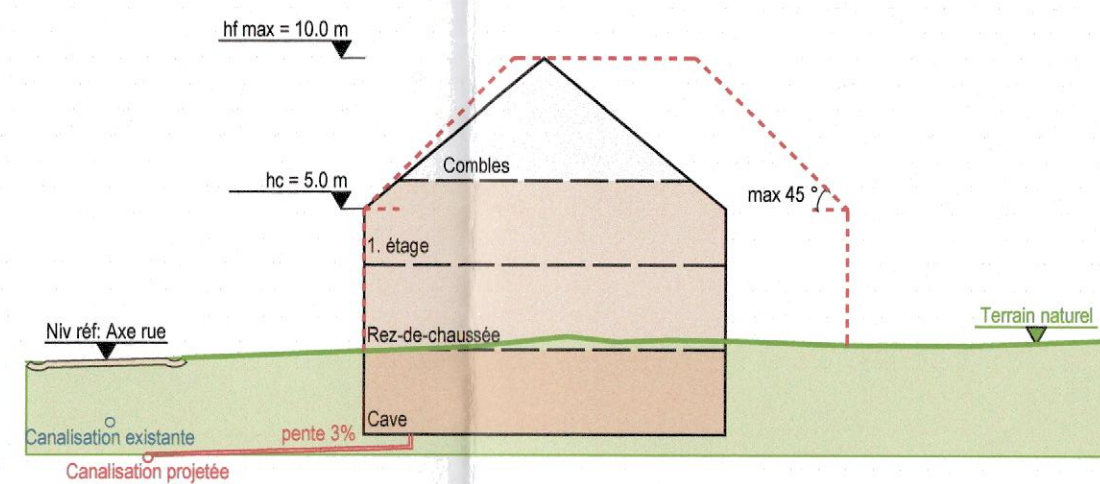 hf max = 10.0 m
Combles
hc = 5.0 m
max 45 °
1. étage
Terrain naturel
Niv réf: Axe rue
Rez-de-chaussée
Cave
Canalisation existante
pente 3%
Canalisation projetée